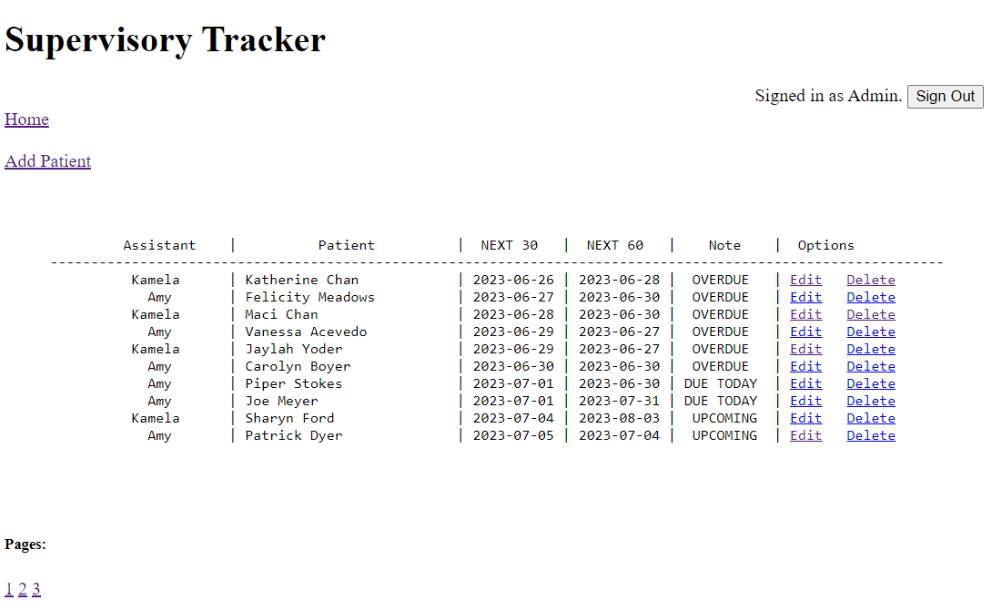 Supervisory Tracker
Signed in as Admin. Sign Out
Home
Add Patient
Assistant | Patient | NEXT 30 | NEXT 60 | Note | Options
--------------------------------------------------------------------------------------------------------------
Kamela | Katherine Chan | 2023-06-26 | 2023-06-28 | OVERDUE | Edit Delete
Amy | Felicity Meadows | 2023-06-27 | 2023-06-30 | OVERDUE | Edit Delete
Kamela | Maci Chan | 2023-06-28 | 2023-06-30 | OVERDUE | Edit Delete
Amy | Vanessa Acevedo | 2023-06-29 | 2023-06-27 | OVERDUE | Edit Delete
Kamela | Jaylah Yoder | 2023-06-29 | 2023-06-27 | OVERDUE | Edit Delete
Amy | Carolyn Boyer | 2023-06-30 | 2023-06-30 | OVERDUE | Edit Delete
Amy | Piper Stokes | 2023-07-01 | 2023-06-30 | DUE TODAY | Edit Delete
Amy | Joe Meyer | 2023-07-01 | 2023-07-31 | DUE TODAY | Edit Delete
Kamela | Sharyn Ford | 2023-07-04 | 2023-08-03 | UPCOMING | Edit Delete
Amy | Patrick Dyer | 2023-07-05 | 2023-07-04 | UPCOMING | Edit Delete
Pages:
1 2 3